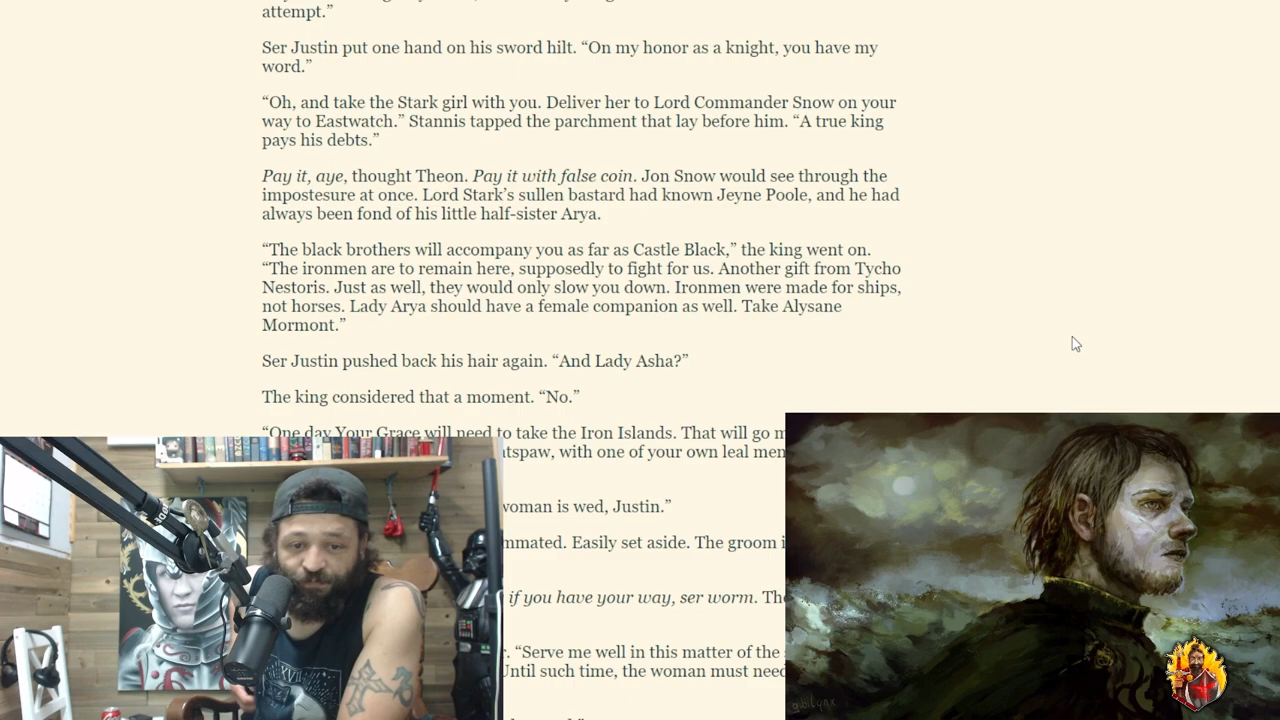 attempt.”
Ser Justin put one hand on his sword hilt. “On my honor as a knight, you have my
word.”
“Oh, and take the Stark girl with you. Deliver her to Lord Commander Snow on your
way to Eastwatch.” Stannis tapped the parchment that lay before him. “A true king
pays his debts.”
Pay it, aye, thought Theon. Pay it with false coin. Jon Snow would see through the
impostesure at once. Lord Stark’s sullen bastard had known Jeyne Poole, and he had
always been fond of his little half-sister Arya.
“The black brothers will accompany you as far as Castle Black,” the king went on.
“The ironmen are to remain here, supposedly to fight for us. Another gift from Tycho
Nestoris. Just as well, they would only slow you down. Ironmen were made for ships,
not horses. Lady Arya should have a female companion as well. Take Alysane
Mormont.”
Ser Justin pushed back his hair again. “And Lady Asha?”
The king considered that a moment. “No.”
“One day Your Grace will need to take the Iron Islands. That will go
with one of your own leal
woman is wed, Justin.”
Easily set aside. The groom
if you have your way, ser worm.
“Serve me well in this matter of the
Until such time, the woman must